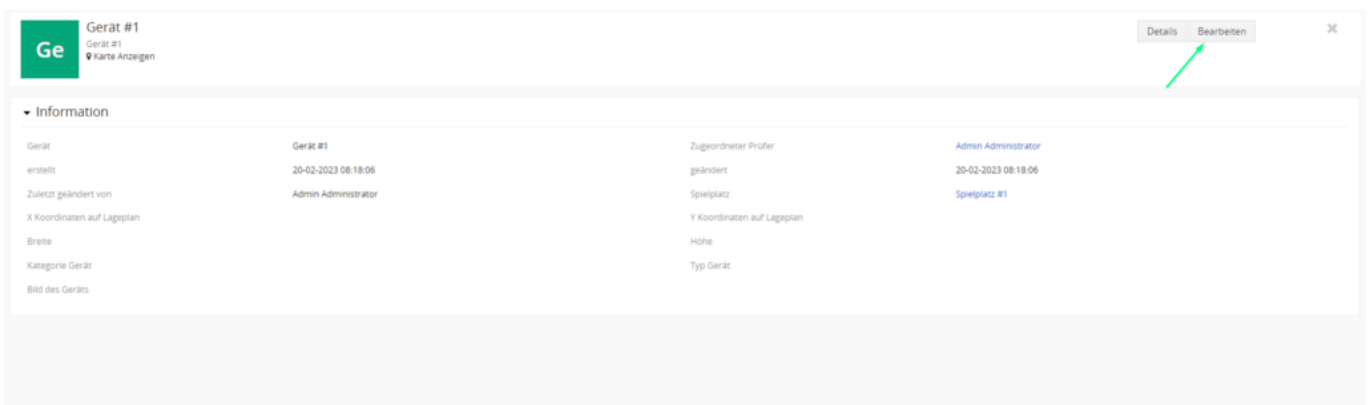 Ge
Gerät #1
Gerät #1
Karte Anzeigen
Details Bearbeiten
Information
Gerät Gerät #1 Zugeordneter Prüfer Admin Administrator
erstellt 20-02-2023 08:18:06 geändert 20-02-2023 08:18:06
Zuletzt geändert von Admin Administrator Spielplatz Spielplatz #1
X Koordinaten auf Lageplan Y Koordinaten auf Lageplan
Breite Höhe
Kategorie Gerät Typ Gerät
Bild des Geräts